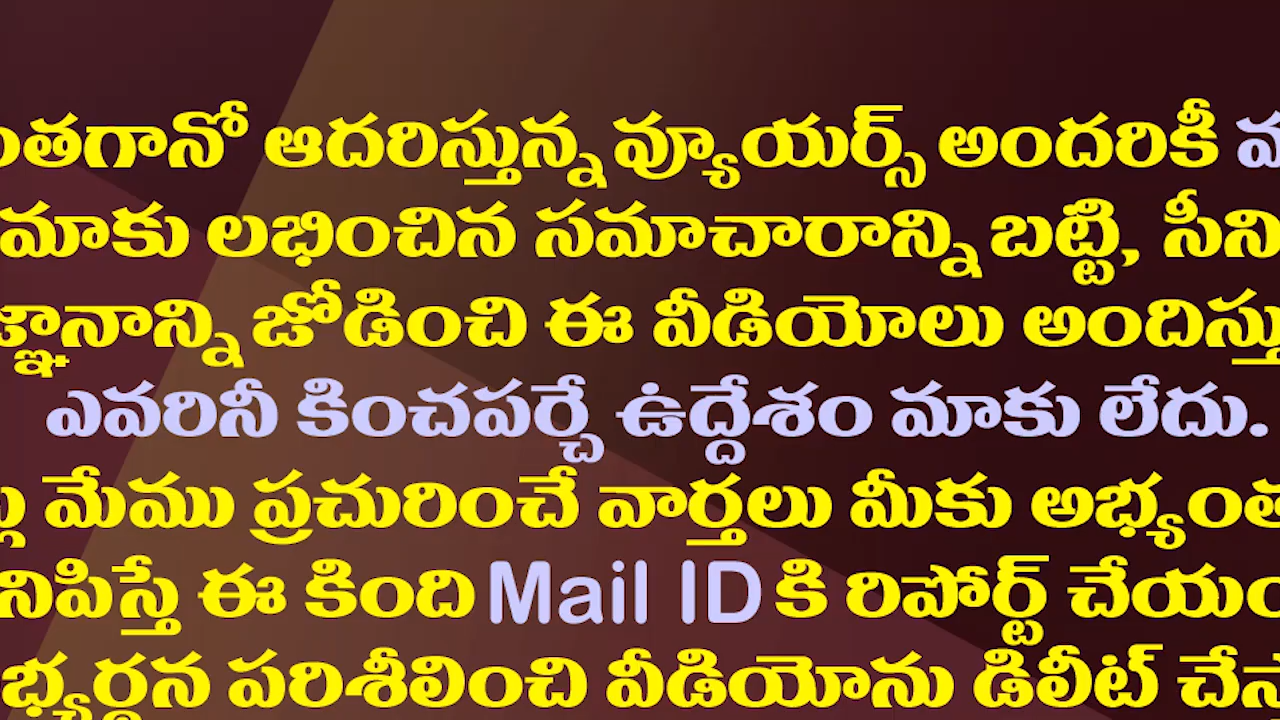 ంతగానో ఆదరిస్తున్న వ్యూయర్స్ అందరికీ
మాకు లభించిన సమాచారాన్ని బట్టి, సీని
జ్ఞానాన్ని జోడించి ఈ వీడియోలు అందిస్తు
ఎవరినీ కించపర్చే ఉద్దేశం మాకు లేదు.
ల్ల మేము ప్రచురించే వార్తలు మీకు అభ్యంత
నిపిస్తే ఈ కింది Mail ID కి రిపోర్ట్ చేయం
భ్యర్థన పరిశీలించి వీడియోను డిలీట్ చేస